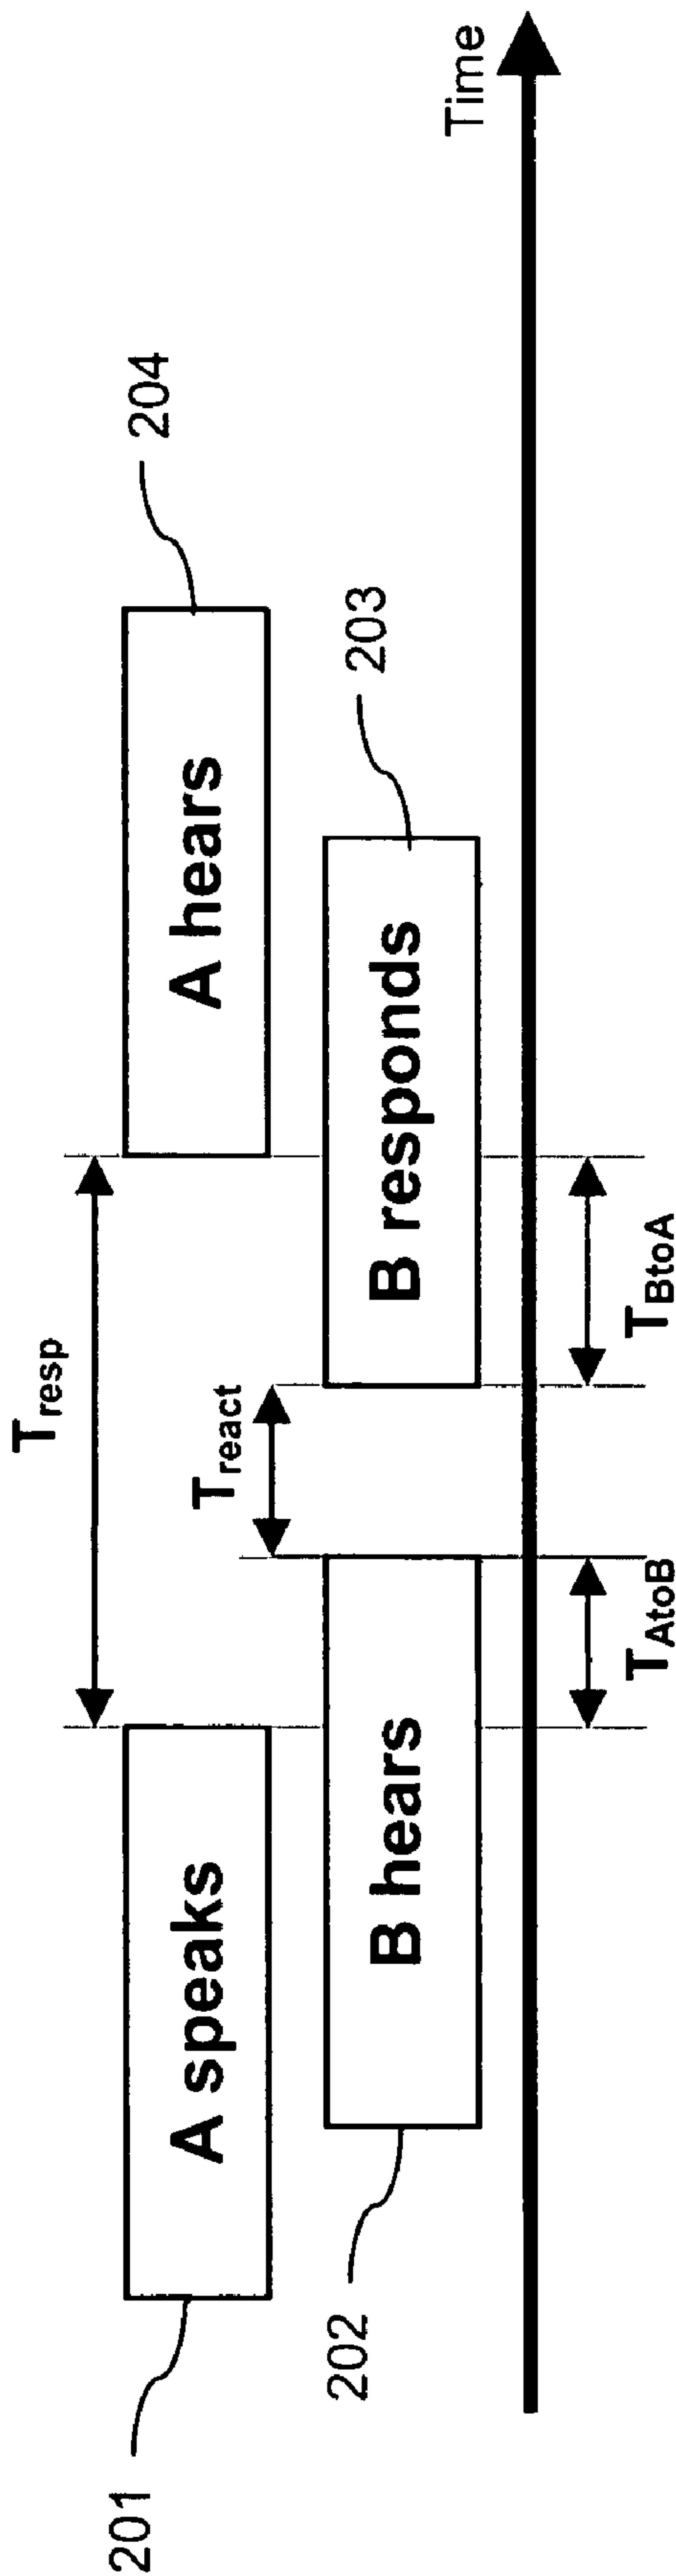 T_resp
201
A speaks
A hears
204
T_react
202
B hears
B responds
203
Time
T_AtoB
T_BtoA